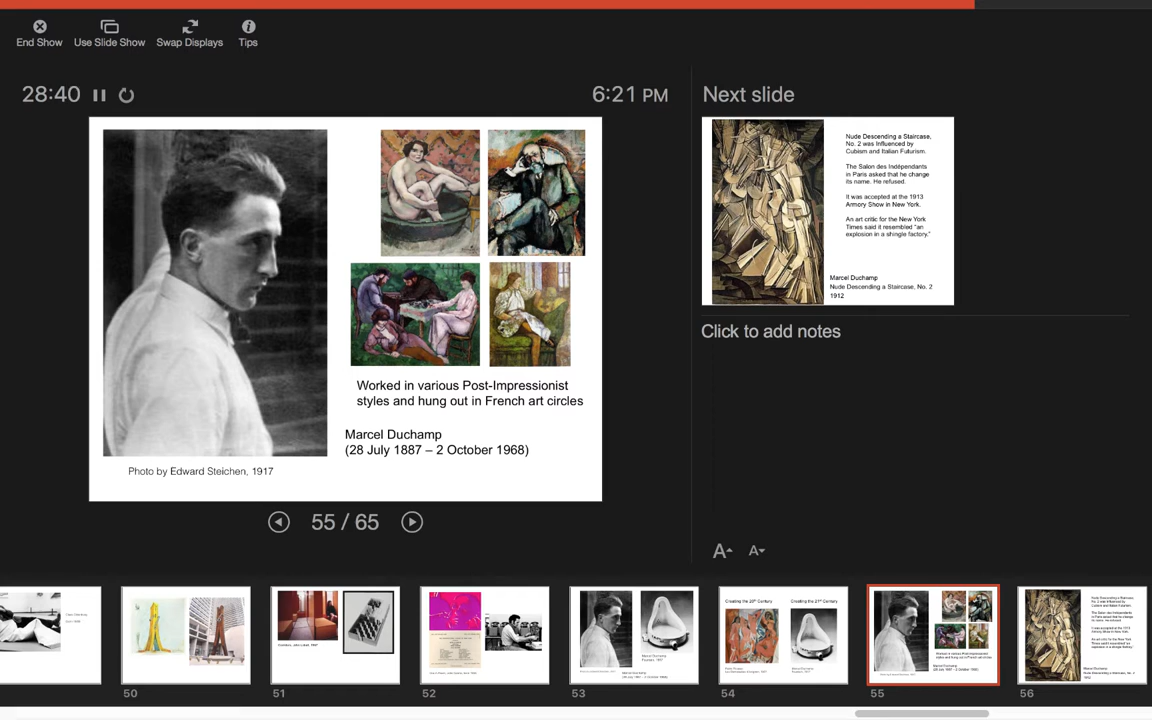 End Show
Use Slide Show
Swap Displays
Tips
28:40
6:21 PM
Next slide
Photo by Edward Steichen, 1917
Worked in various Post-Impressionist
styles and hung out in French art circles
Marcel Duchamp
(28 July 1887 – 2 October 1968)
Nude Descending a Staircase,
No. 2 was Influenced by
Cubism and Italian Futurism.
The Salon des Indépendants
in Paris asked that he change
its name. He refused.
It was accepted at the 1913
Armory Show in New York.
An art critic for the New York
Times said it resembled “an
explosion in a shingle factory.”
Marcel Duchamp
Nude Descending a Staircase, No. 2
1912
Click to add notes
55 / 65
A
A
Creating the 20th Century
Creating the 21st Century
50
51
52
53
54
55
56